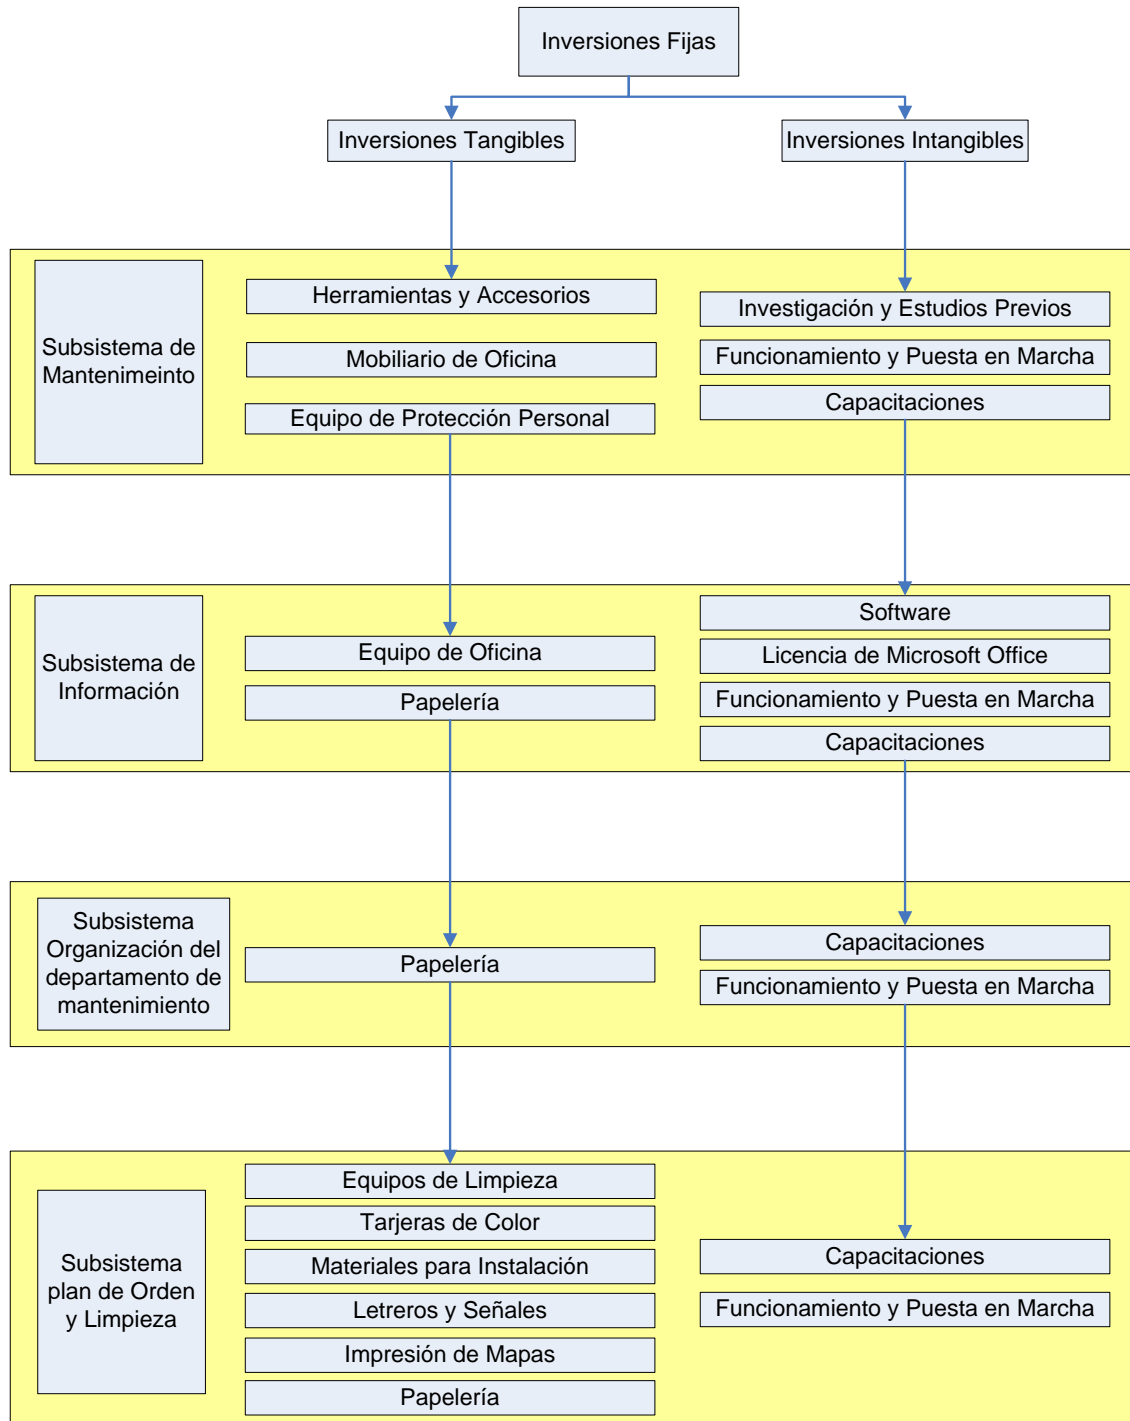 Inversiones Fijas
Inversiones Tangibles
Inversiones Intangibles
Subsistema de
Mantenimeinto
Herramientas y Accesorios
Mobiliario de Oficina
Equipo de Protección Personal
Investigación y Estudios Previos
Funcionamiento y Puesta en Marcha
Capacitaciones
Subsistema de
Información
Equipo de Oficina
Papelería
Software
Licencia de Microsoft Office
Funcionamiento y Puesta en Marcha
Capacitaciones
Subsistema
Organización del
departamento de
mantenimiento
Papelería
Capacitaciones
Funcionamiento y Puesta en Marcha
Subsistema
plan de Orden
y Limpieza
Equipos de Limpieza
Tarjeras de Color
Materiales para Instalación
Letreros y Señales
Impresión de Mapas
Papelería
Capacitaciones
Funcionamiento y Puesta en Marcha